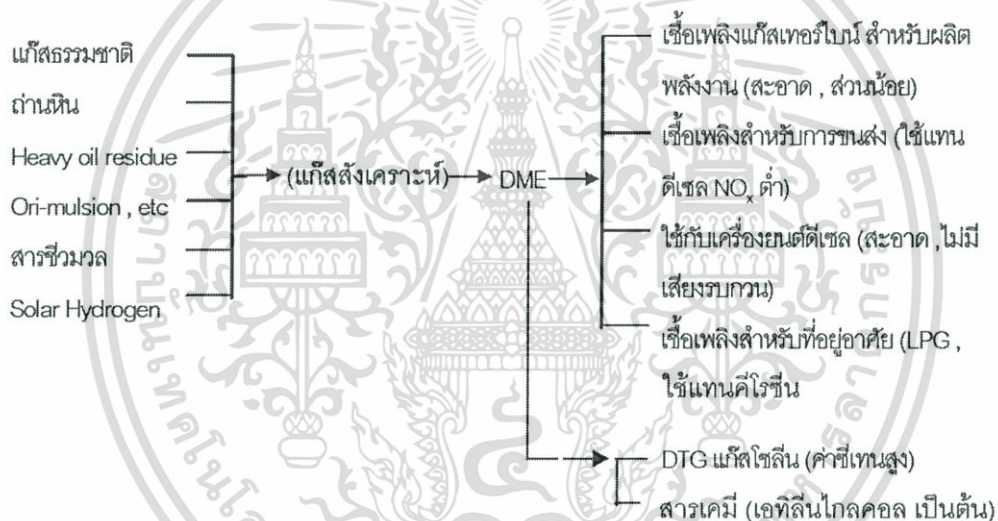 แก๊สธรรมชาติ
ถ่านหิน
Heavy oil residue
Ori-mulsion , etc
สารชีวมวล
Solar Hydrogen
(แก๊สสังเคราะห์)
DME
เชื้อเพลิงแก๊สเทอร์ไบน์ สำหรับผลิต
พลังงาน (สะอาด , ส่วนน้อย)
เชื้อเพลิงสำหรับการขนส่ง (ใช้แทน
ดีเซล NOx ต่ำ)
ใช้กับเครื่องยนต์ดีเซล (สะอาด ,ไม่มี
เสียงรบกวน)
เชื้อเพลิงสำหรับที่อยู่อาศัย (LPG ,
ใช้แทนคีโรซีน
DTG แก๊สโซลีน (ค่าซีเทนสูง)
สารเคมี (เอทิลีนไกลคอล เป็นต้น)